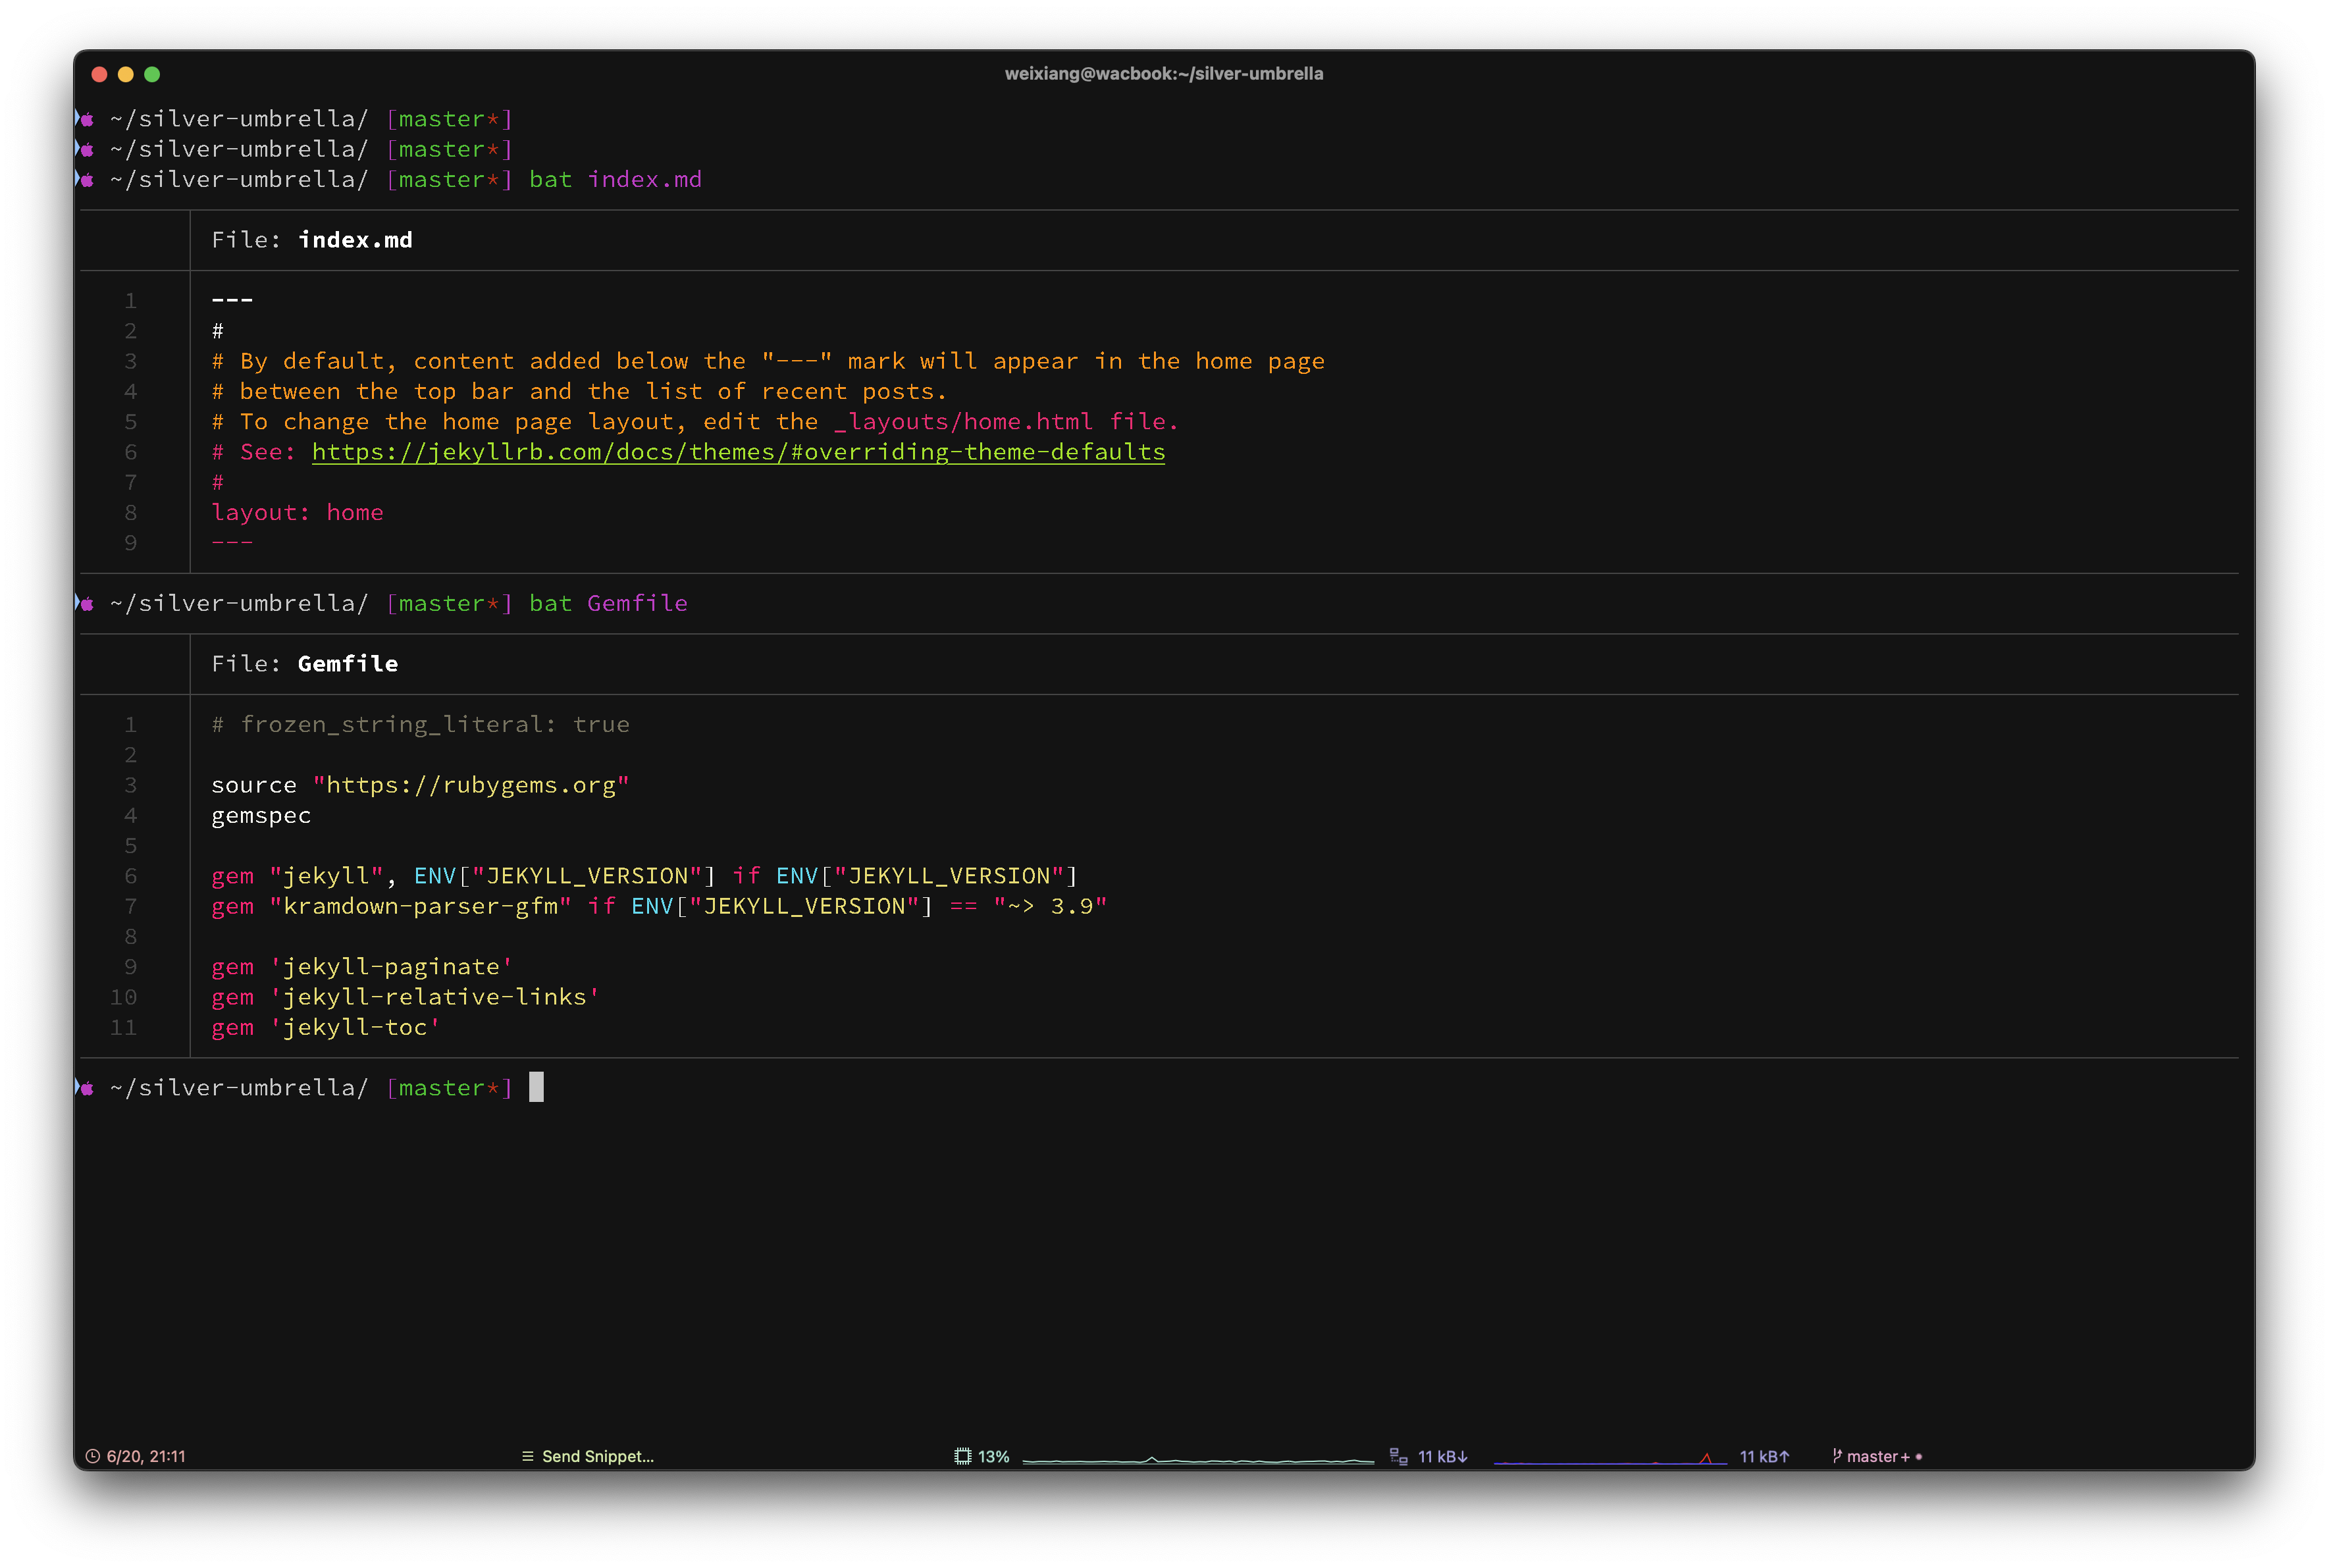 weixiang@wacbook:~/silver-umbrella
~/silver-umbrella/ [master*]
~/silver-umbrella/ [master*]
~/silver-umbrella/ [master*] bat index.md
File: index.md
1 ---
2 #
3 # By default, content added below the "---" mark will appear in the home page
4 # between the top bar and the list of recent posts.
5 # To change the home page layout, edit the _layouts/home.html file.
6 # See: https://jekyllrb.com/docs/themes/#overriding-theme-defaults
7 #
8 layout: home
9 ---
~/silver-umbrella/ [master*] bat Gemfile
File: Gemfile
1 # frozen_string_literal: true
2
3 source "https://rubygems.org"
4 gemspec
5
6 gem "jekyll", ENV["JEKYLL_VERSION"] if ENV["JEKYLL_VERSION"]
7 gem "kramdown-parser-gfm" if ENV["JEKYLL_VERSION"] == "~> 3.9"
8
9 gem 'jekyll-paginate'
10 gem 'jekyll-relative-links'
11 gem 'jekyll-toc'
~/silver-umbrella/ [master*]
6/20, 21:11 Send Snippet... 13% 11 kB↓ 11 kB↑ master+ •